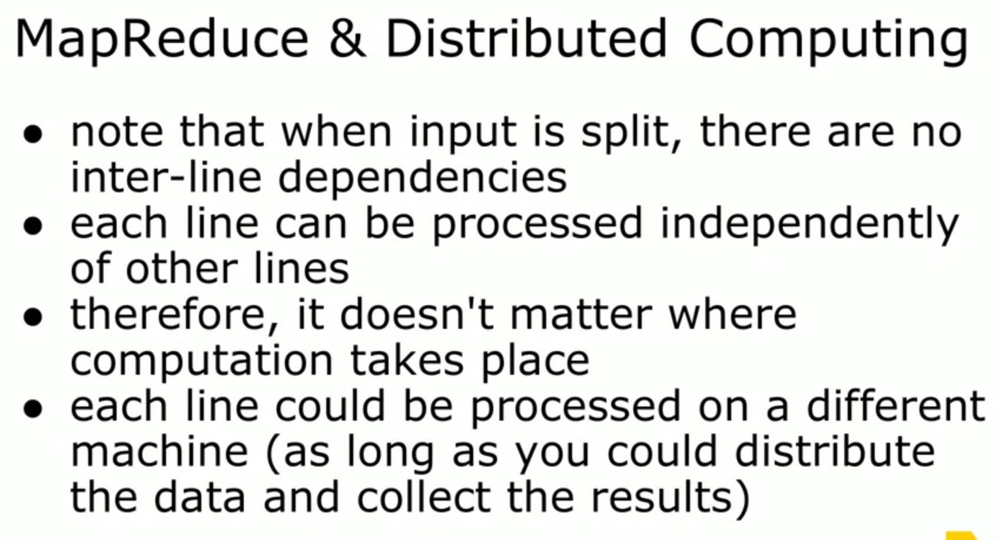 MapReduce & Distributed Computing
● note that when input is split, there are no
inter-line dependencies
● each line can be processed independently
of other lines
● therefore, it doesn't matter where
computation takes place
● each line could be processed on a different
machine (as long as you could distribute
the data and collect the results)